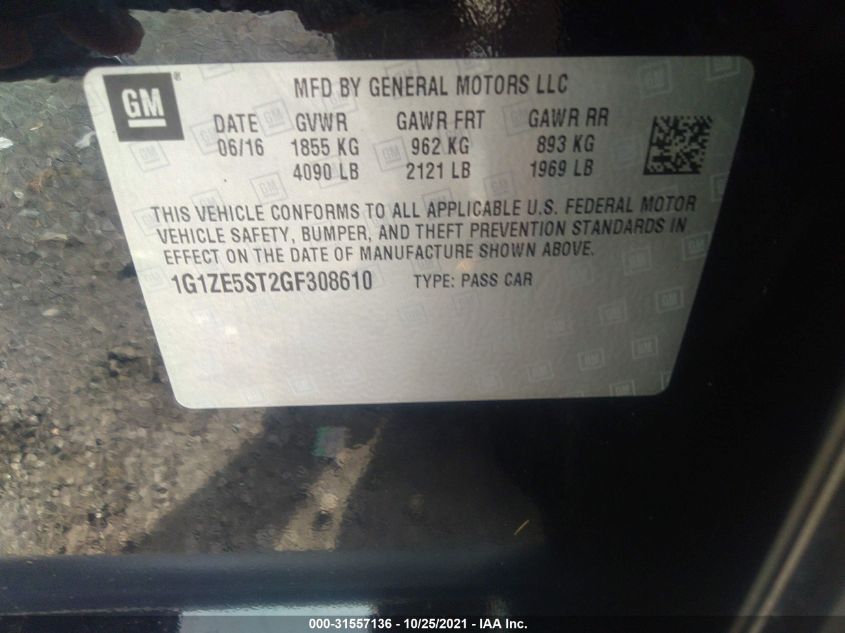 GM
®
MFD BY GENERAL MOTORS LLC
DATE GVWR GAWR FRT GAWR RR
06/16 1855 KG 962 KG 893 KG
4090 LB 2121 LB 1969 LB
THIS VEHICLE CONFORMS TO ALL APPLICABLE U.S. FEDERAL MOTOR
VEHICLE SAFETY, BUMPER, AND THEFT PREVENTION STANDARDS IN
EFFECT ON THE DATE OF MANUFACTURE SHOWN ABOVE.
1G1ZE5ST2GF308610 TYPE: PASS CAR
000-31557136 - 10/25/2021 - IAA Inc.